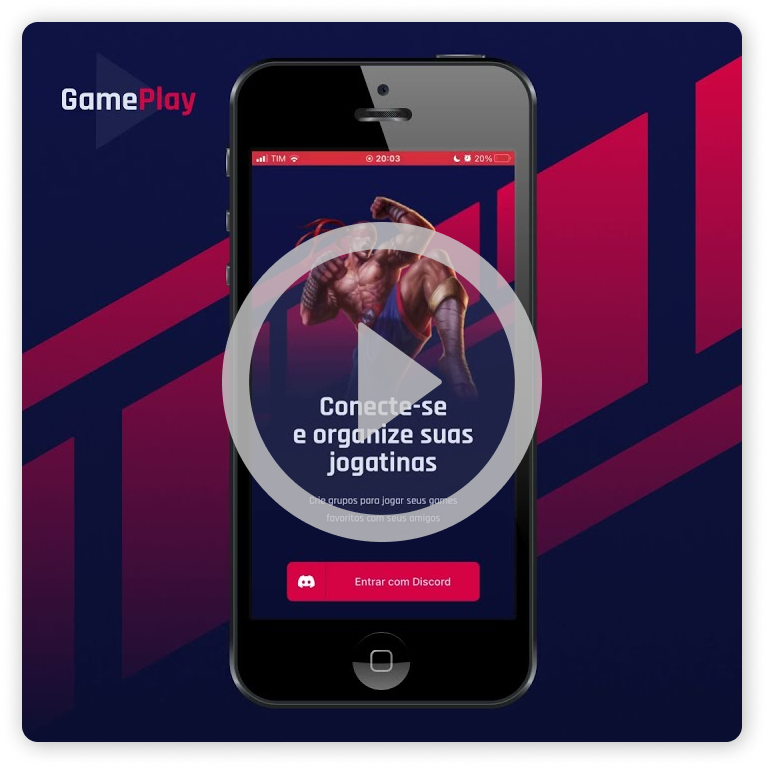 GamePlay
TIM 20:03 20%
Conecte-se
e organize suas
jogatinas
Crie grupos para jogar seus games
favoritos com seus amigos
Entrar com Discord